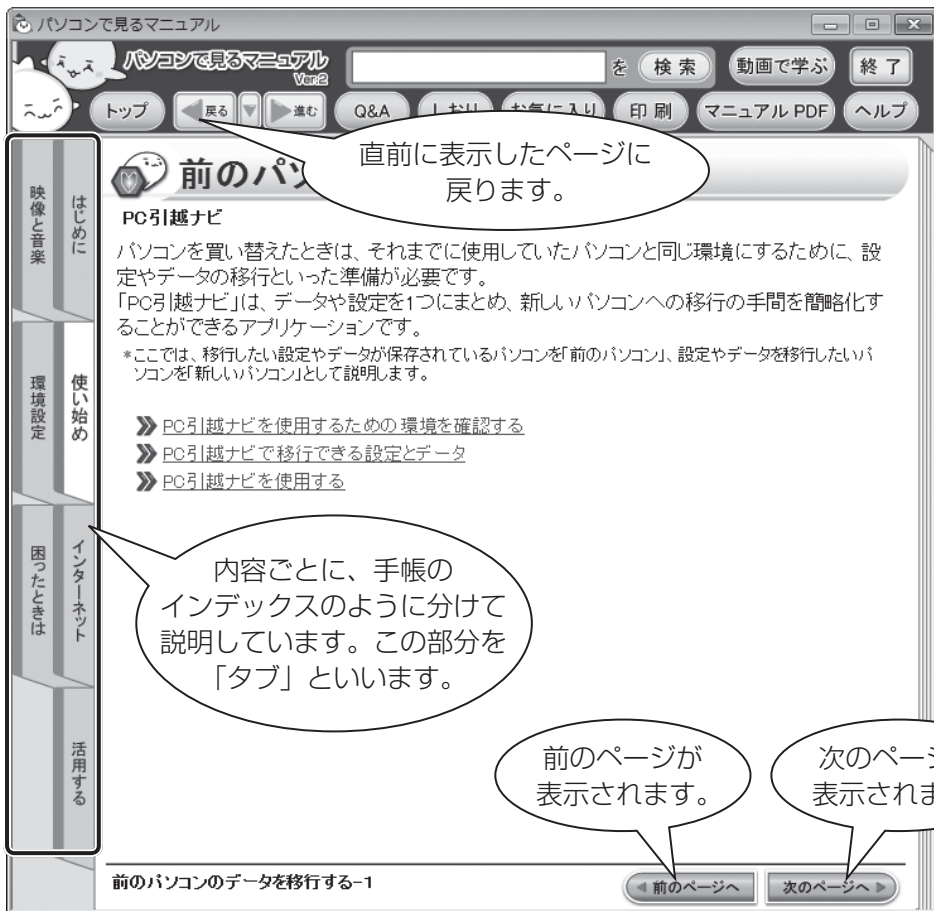 パソコンで見るマニュアル
パソコンで見るマニュアル
Ver.2
を 検索 動画で学ぶ 終了
トップ 戻る 進む Q&A しおり お気に入り 印刷 マニュアルPDF ヘルプ
直前に表示したページに
戻ります。
映像と音楽
はじめに
環境設定
使い始め
困ったときは
インターネット
活用する
前のパソ
PC引越ナビ
パソコンを買い替えたときは、それまでに使用していたパソコンと同じ環境にするために、設
定やデータの移行といった準備が必要です。
「PC引越ナビ」は、データや設定を1つにまとめ、新しいパソコンへの移行の手間を簡略化す
ることができるアプリケーションです。
*ここでは、移行したい設定やデータが保存されているパソコンを「前のパソコン」、設定やデータを移行したいパ
ソコンを「新しいパソコン」として説明します。
PC引越ナビを使用するための環境を確認する
PC引越ナビで移行できる設定とデータ
PC引越ナビを使用する
内容ごとに、手帳の
インデックスのように分けて
説明しています。この部分を
「タブ」といいます。
前のページが
表示されます。
次のページ
表示されま
前のパソコンのデータを移行する-1
前のページへ 次のページへ